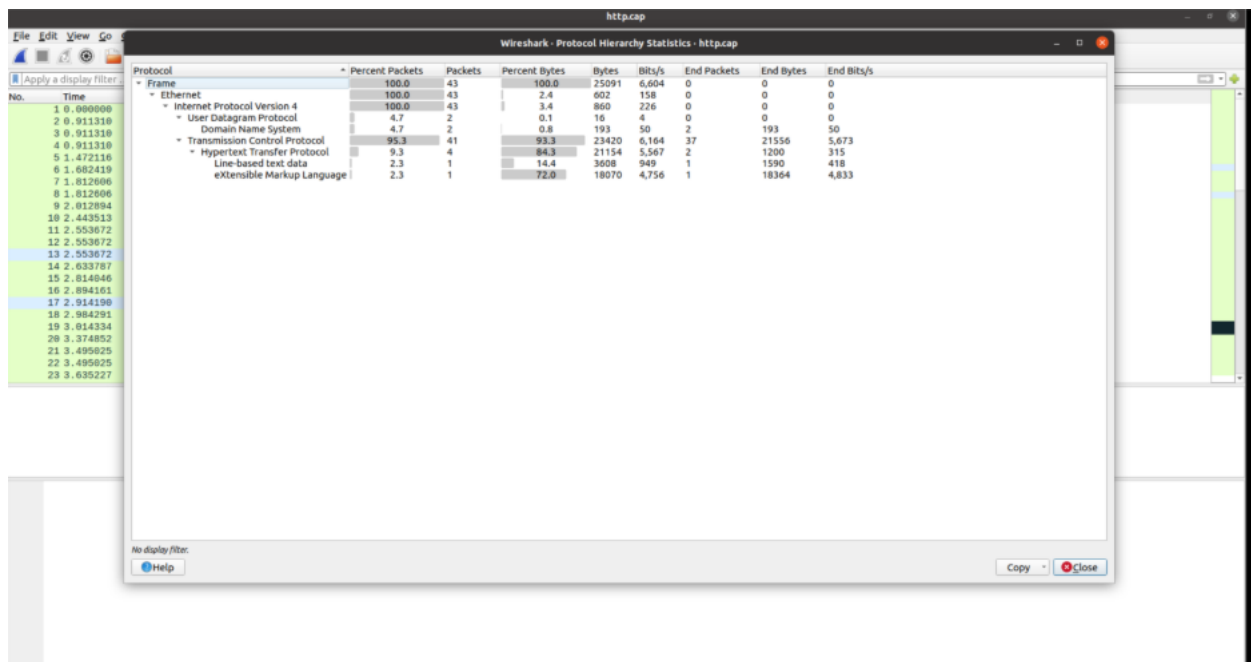 http.cap
File Edit View Go
Wireshark · Protocol Hierarchy Statistics · http.cap
Apply a display filter
Protocol Percent Packets Packets Percent Bytes Bytes Bits/s End Packets End Bytes End Bits/s
Frame 100.0 43 100.0 25091 6,604 0 0 0
Ethernet 100.0 43 2.4 602 158 0 0 0
Internet Protocol Version 4 100.0 43 3.4 860 226 0 0 0
User Datagram Protocol 4.7 2 0.1 16 4 0 0 0
Domain Name System 4.7 2 0.8 193 50 2 193 50
Transmission Control Protocol 95.3 41 93.3 23420 6,164 37 21556 5,673
Hypertext Transfer Protocol 9.3 4 84.3 21154 5,567 2 1200 315
Line-based text data 2.3 1 14.4 3608 949 1 1590 418
eXtensible Markup Language 2.3 1 72.0 18070 4,756 1 18364 4,833
No. Time
1 0.000000
2 0.911310
3 0.911310
4 0.911310
5 1.472116
6 1.682419
7 1.812606
8 1.812606
9 2.012894
10 2.443513
11 2.553672
12 2.553672
13 2.553672
14 2.633787
15 2.814046
16 2.894161
17 2.914190
18 2.984291
19 3.014334
20 3.374852
21 3.495025
22 3.495025
23 3.635227
No display filter.
Help Copy Close